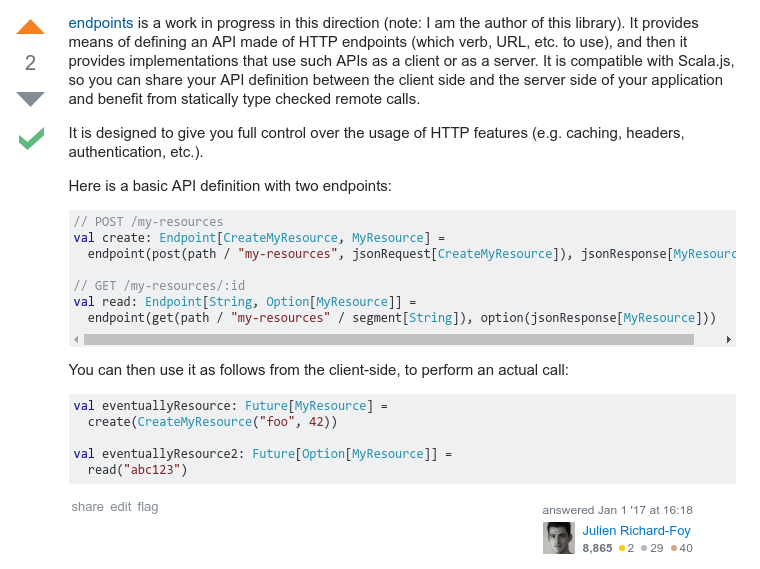 endpoints is a work in progress in this direction (note: I am the author of this library). It provides
means of defining an API made of HTTP endpoints (which verb, URL, etc. to use), and then it
provides implementations that use such APIs as a client or as a server. It is compatible with Scala.js,
so you can share your API definition between the client side and the server side of your application
and benefit from statically type checked remote calls.
2
It is designed to give you full control over the usage of HTTP features (e.g. caching, headers,
authentication, etc.).
Here is a basic API definition with two endpoints:
// POST /my-resources
val create: Endpoint[CreateMyResource, MyResource] =
  endpoint(post(path / "my-resources", jsonRequest[CreateMyResource]), jsonResponse[MyResourc
// GET /my-resources/:id
val read: Endpoint[String, Option[MyResource]] =
  endpoint(get(path / "my-resources" / segment[String]), option(jsonResponse[MyResource]))
You can then use it as follows from the client-side, to perform an actual call:
val eventuallyResource: Future[MyResource] =
  create(CreateMyResource("foo", 42))
val eventuallyResource2: Future[Option[MyResource]] =
  read("abc123")
share edit flag
answered Jan 1 '17 at 16:18
Julien Richard-Foy
8,865 2 29 40